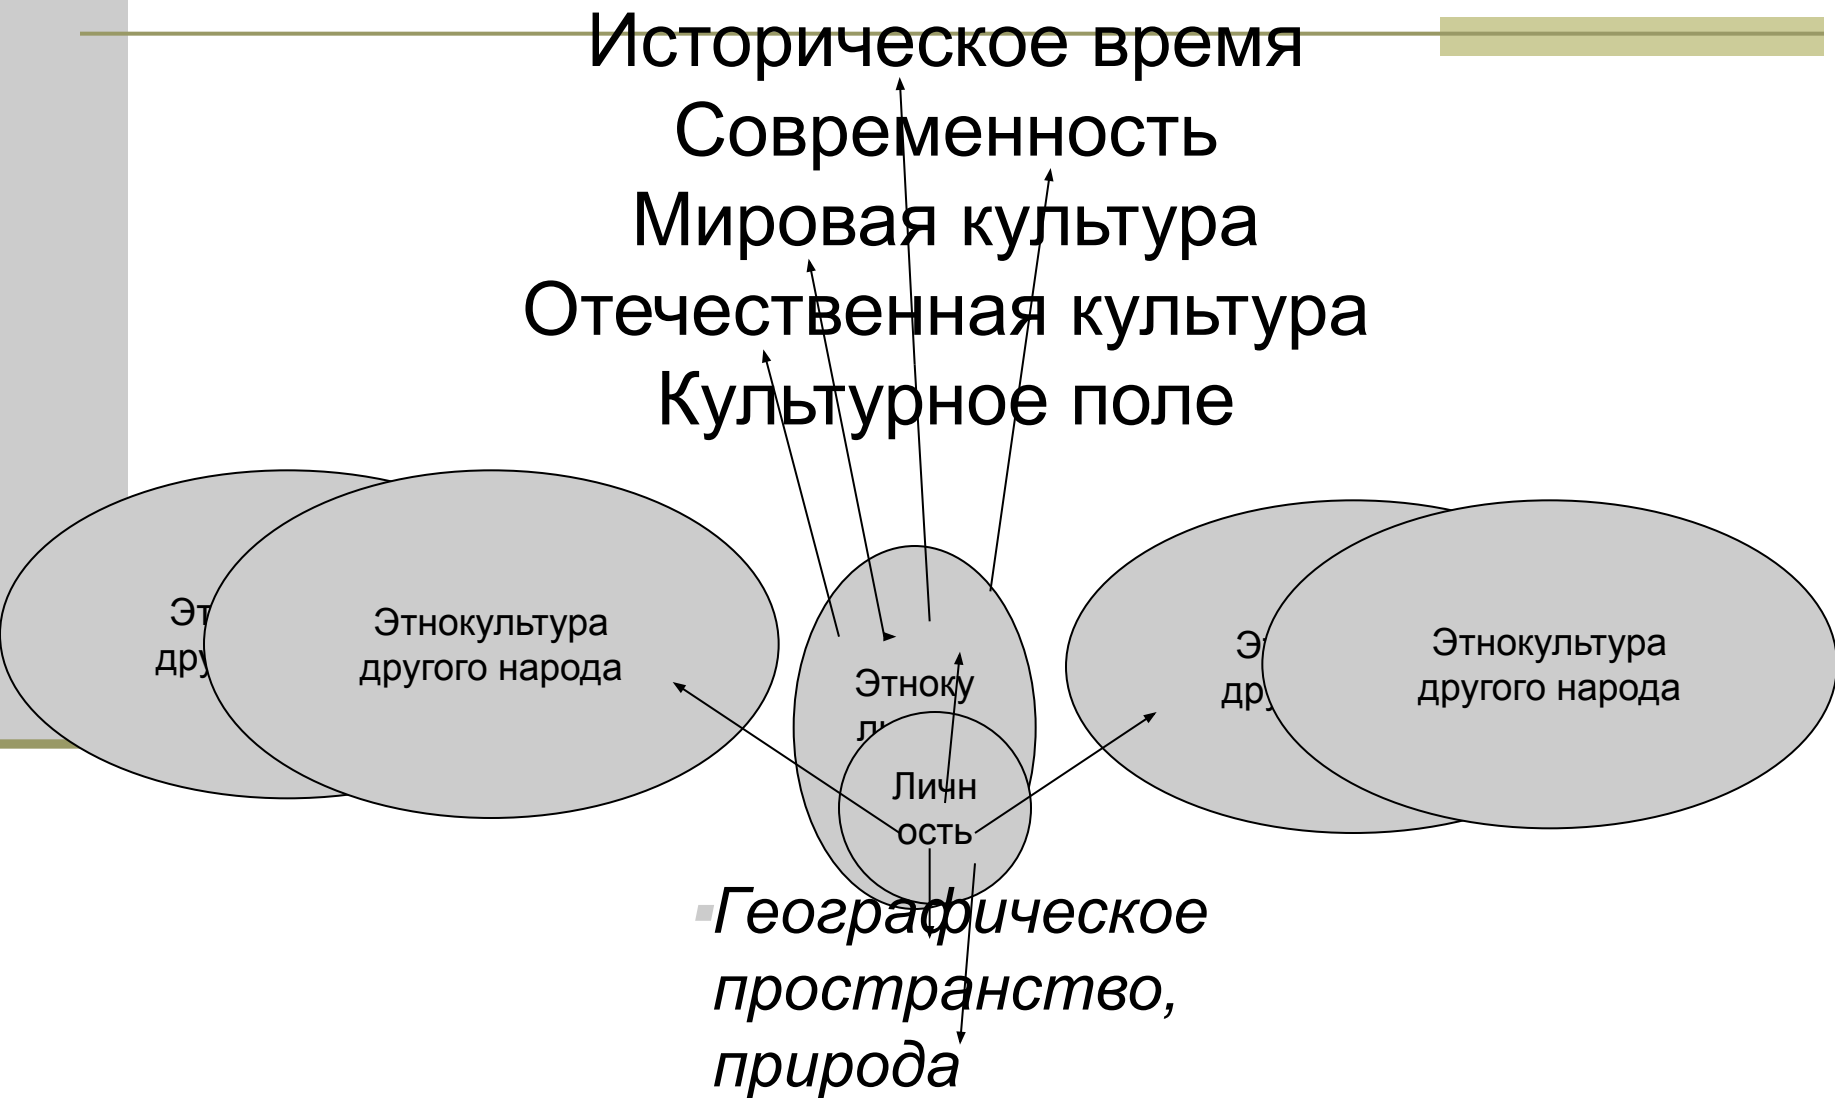 Историческое время
Современность
Мировая культура
Отечественная культура
Культурное поле
Этнокультура
другого народа
Этноку
Личн
ость
Этнокультура
другого народа
Географическое
пространство,
природа